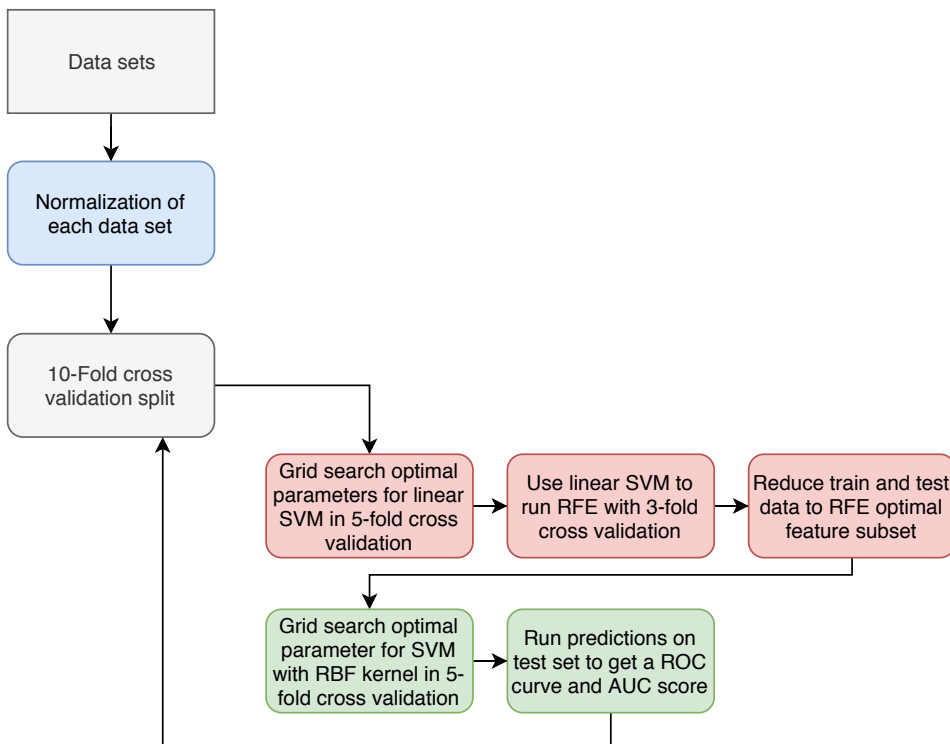 Data sets
Normalization of
each data set
10-Fold cross
validation split
Grid search optimal
parameters for linear
SVM in 5-fold cross
validation
Use linear SVM to
run RFE with 3-fold
cross validation
Reduce train and test
data to RFE optimal
feature subset
Grid search optimal
parameter for SVM
with RBF kernel in 5-
fold cross validation
Run predictions on
test set to get a ROC
curve and AUC score